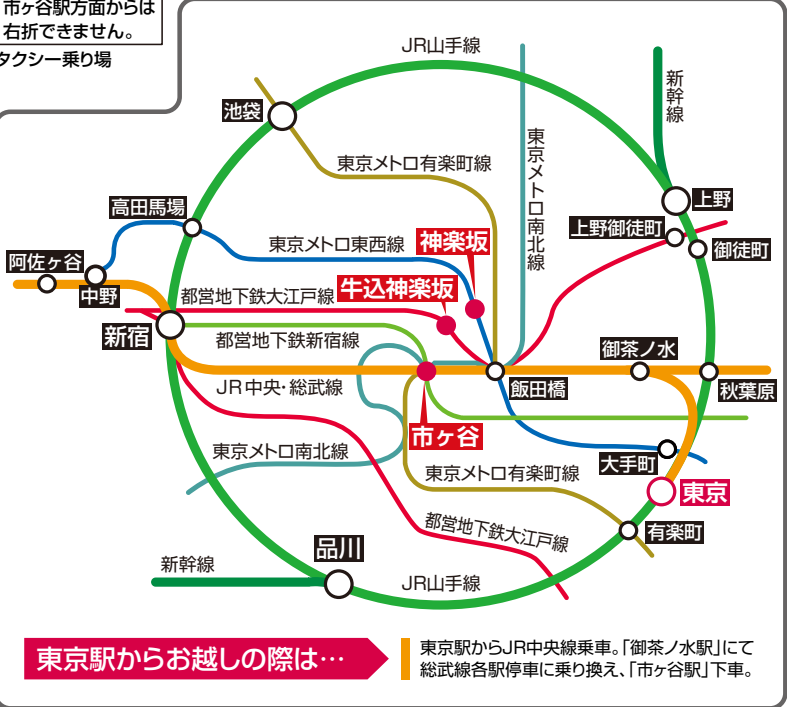 市ヶ谷駅方面からは
右折できません。
タクシー乗り場
JR山手線
新幹線
池袋
東京メトロ有楽町線
東京メトロ南北線
上野
高田馬場
神楽坂
上野御徒町
東京メトロ東西線
御徒町
阿佐ヶ谷
牛込神楽坂
中野
都営地下鉄大江戸線
新宿
都営地下鉄新宿線
御茶ノ水
JR中央・総武線
飯田橋
秋葉原
市ヶ谷
東京メトロ南北線
大手町
東京メトロ有楽町線
東京
都営地下鉄大江戸線
有楽町
品川
新幹線
JR山手線
東京駅からお越しの際は…
東京駅からJR中央線乗車。「御茶ノ水駅」にて
総武線各駅停車に乗り換え、「市ヶ谷駅」下車。